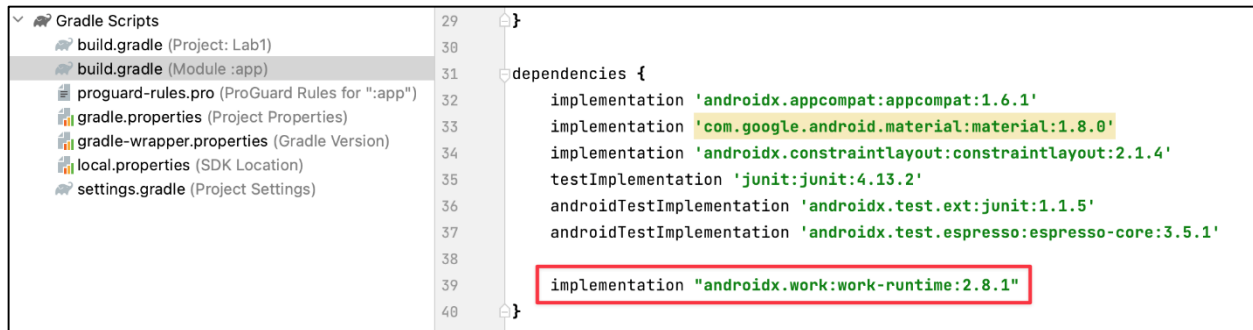 Gradle Scripts
build.gradle (Project: Lab1)
build.gradle (Module :app)
proguard-rules.pro (ProGuard Rules for ":app")
gradle.properties (Project Properties)
gradle-wrapper.properties (Gradle Version)
local.properties (SDK Location)
settings.gradle (Project Settings)
29 }
30
31 dependencies {
32 implementation 'androidx.appcompat:appcompat:1.6.1'
33 implementation 'com.google.android.material:material:1.8.0'
34 implementation 'androidx.constraintlayout:constraintlayout:2.1.4'
35 testImplementation 'junit:junit:4.13.2'
36 androidTestImplementation 'androidx.test.ext:junit:1.1.5'
37 androidTestImplementation 'androidx.test.espresso:espresso-core:3.5.1'
38
39 implementation "androidx.work:work-runtime:2.8.1"
40 }